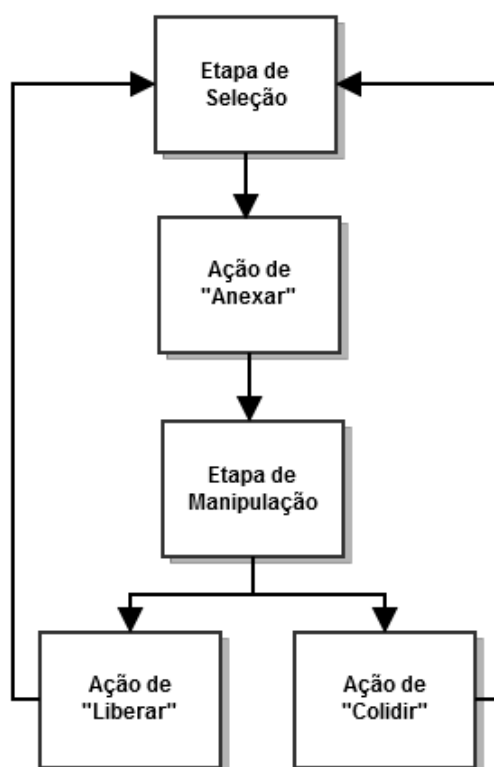 Etapa de
Seleção
Ação de
"Anexar"
Etapa de
Manipulação
Ação de
"Liberar"
Ação de
"Colidir"